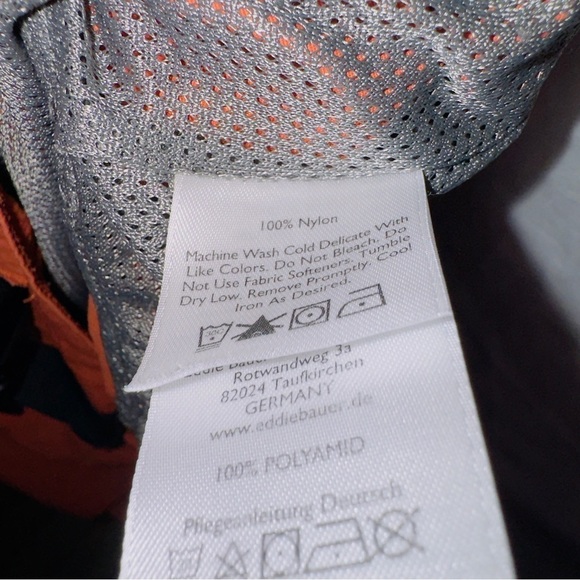 100% Nylon
Machine Wash Cold Delicate With
Like Colors. Do Not Bleach. Do
Not Use Fabric Softeners. Tumble
Dry Low. Remove Promptly. Cool
Iron As Desired.
Eddie Bauer
Rotwandweg 3a
82024 Taufkirchen
GERMANY
www.eddiebauer.de
100% POLYAMID
Pflegeanleitung Deutsch